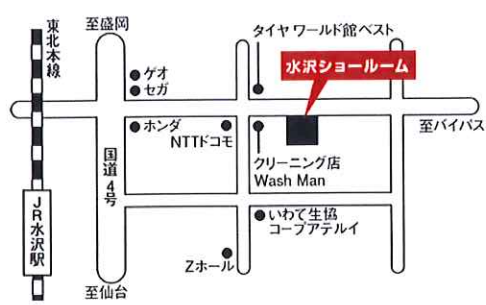 至盛岡
東北本線
タイヤワールド館ベスト
ゲオ
セガ
水沢ショールーム
ホンダ
NTTドコモ
至バイパス
国道4号
クリーニング店
Wash Man
JR水沢駅
いわて生協
コープアテルイ
Zホール
至仙台